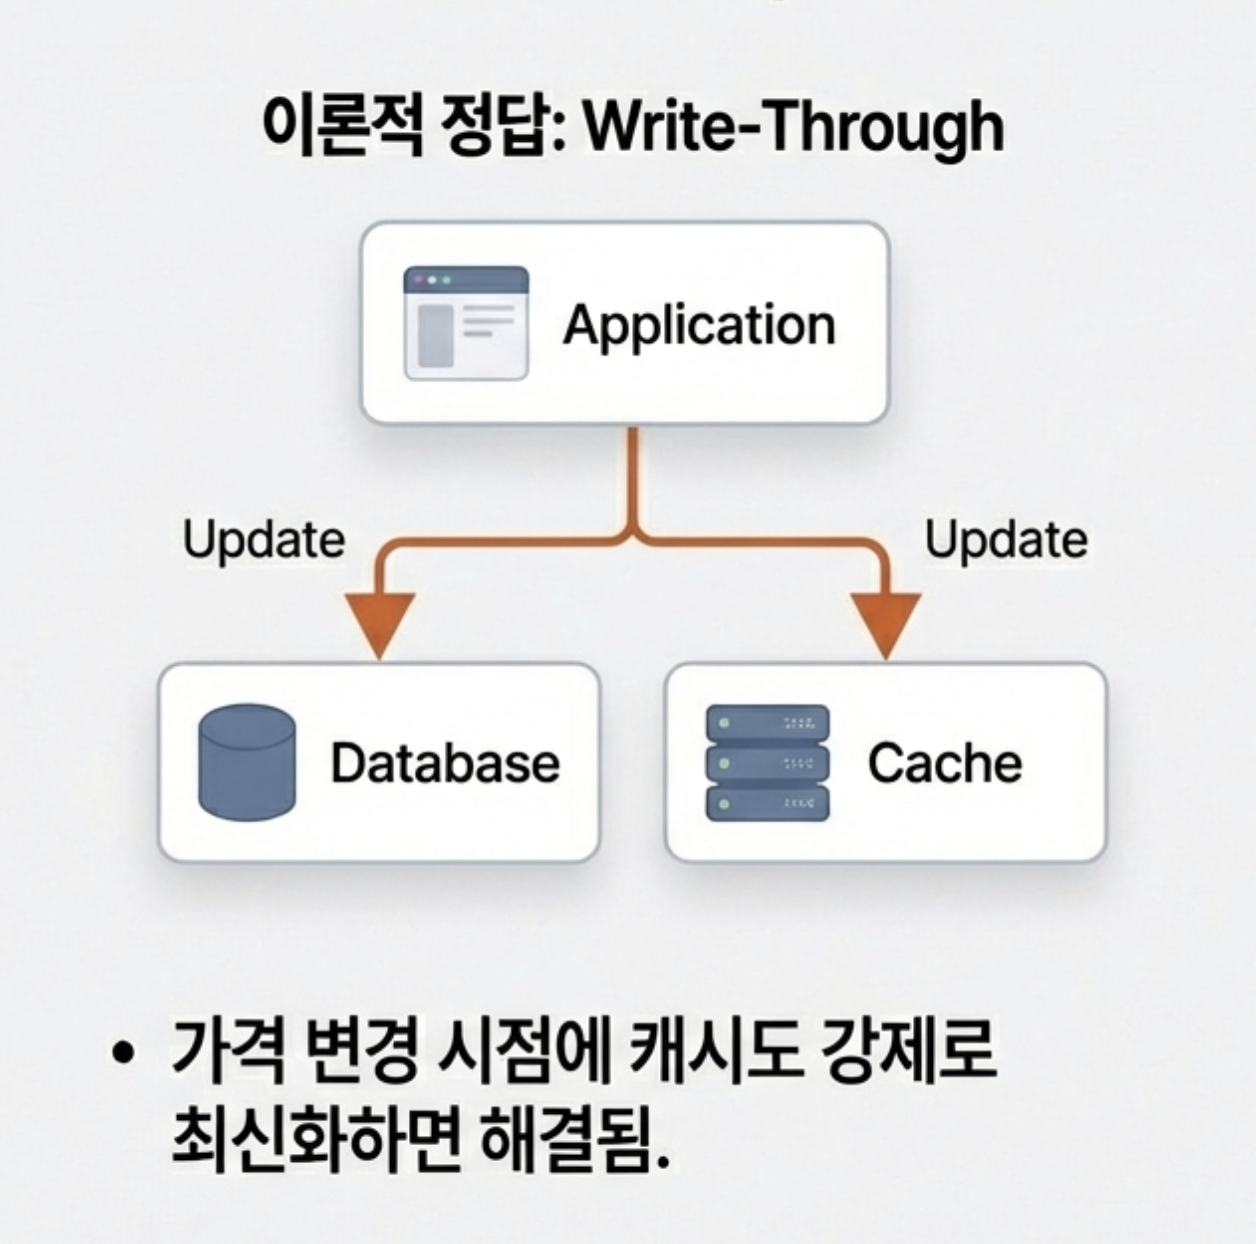 이론적 정답: Write-Through
Application
Update
Update
Database
Cache
• 가격 변경 시점에 캐시도 강제로
최신화하면 해결됨.